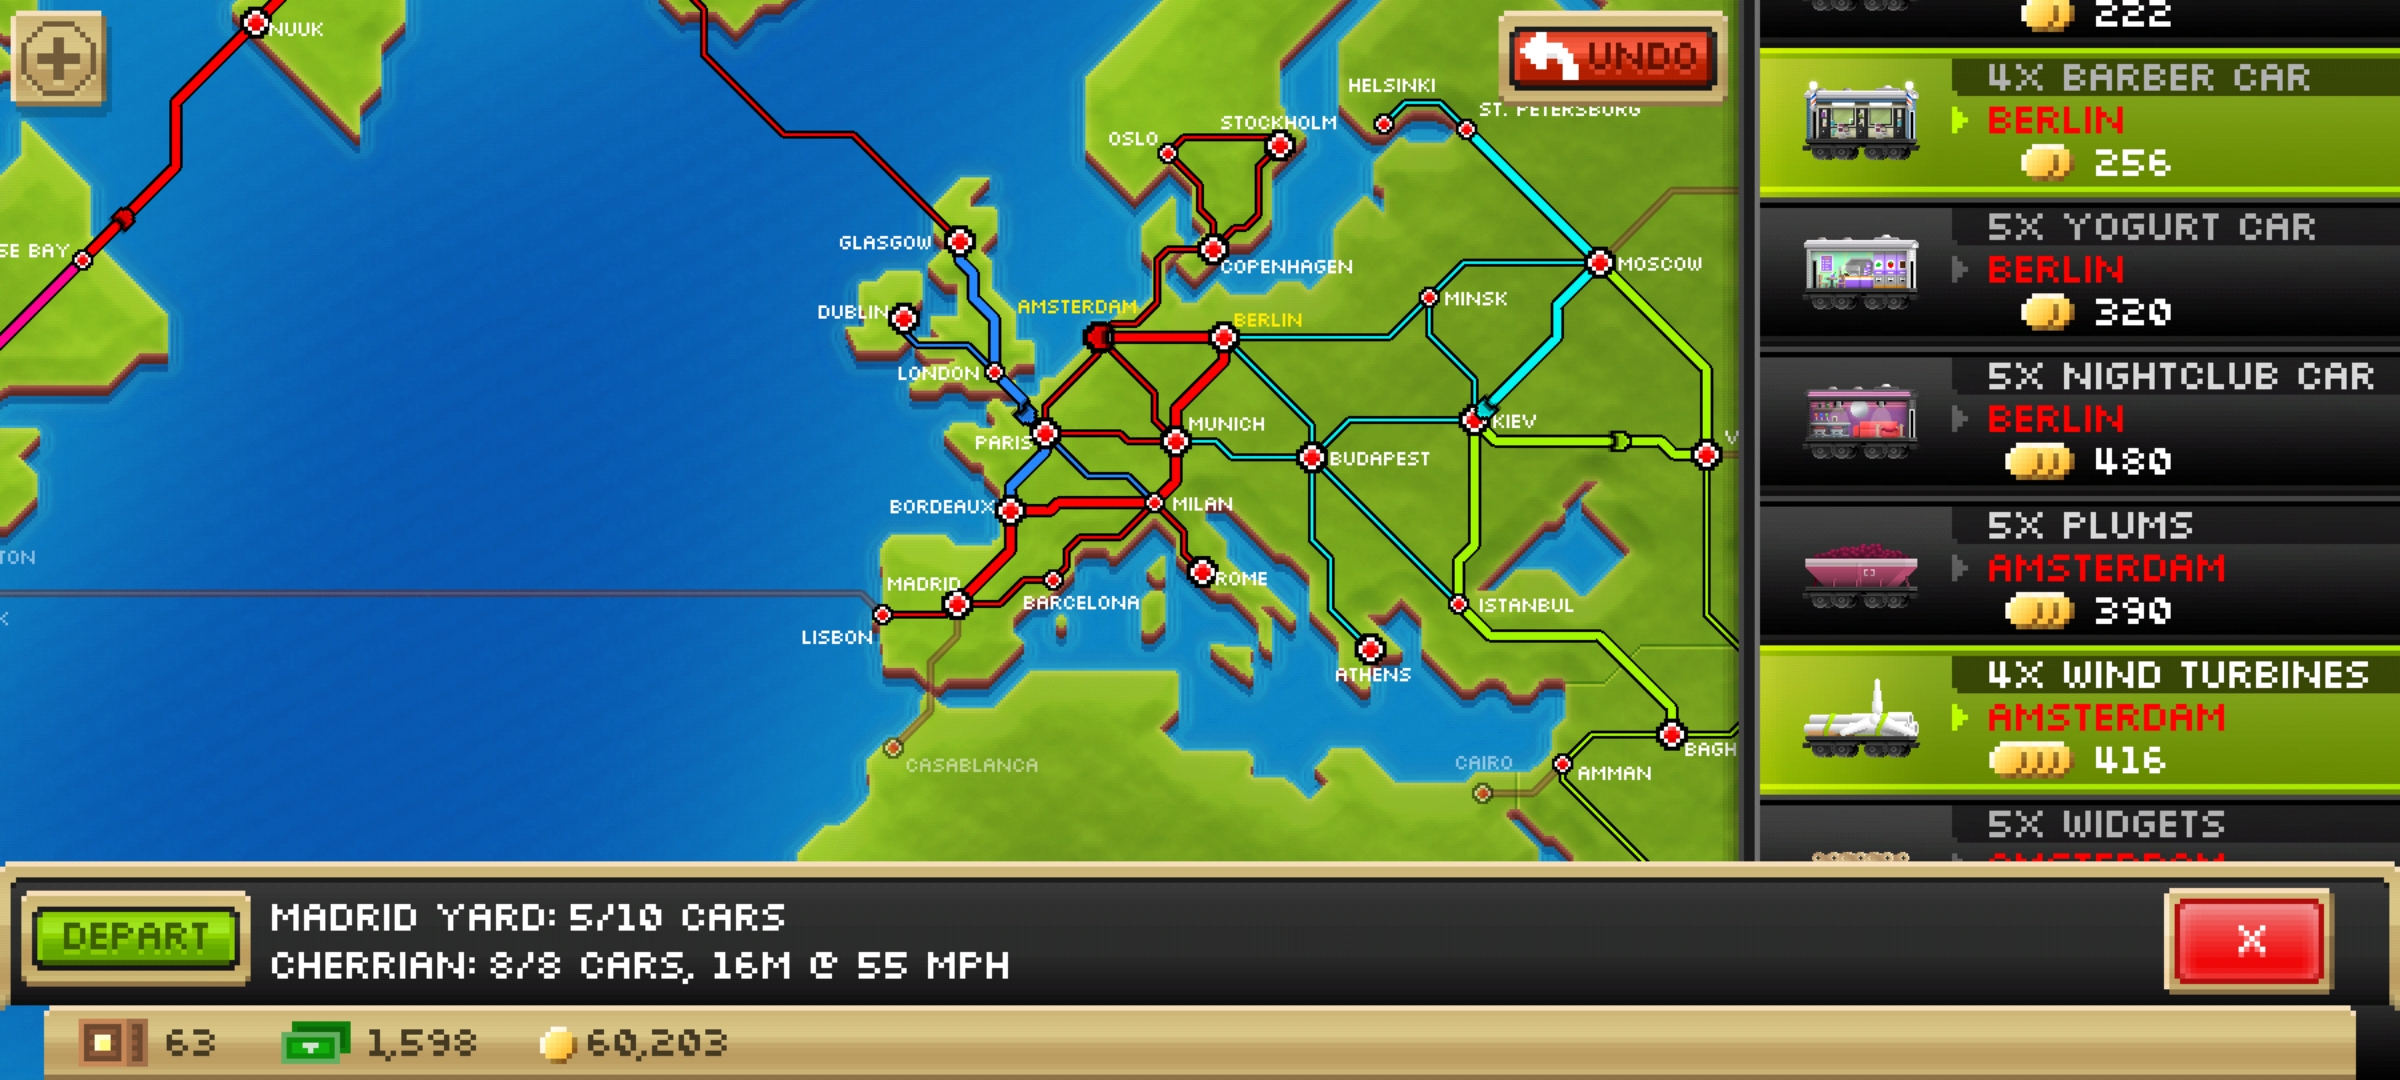 NUUK
SE BAY
TON
X
GLASGOW
DUBLIN
LONDON
OSLO
STOCKHOLM
COPENHAGEN
AMSTERDAM
BERLIN
HELSINKI
ST. PETERSBURG
MOSCOW
MINSK
KIEV
V
PARIS
MUNICH
BUDAPEST
BORDEAUX
MILAN
MADRID
BARCELONA
ROME
LISBON
ISTANBUL
ATHENS
CASABLANCA
CAIRO
AMMAN
BAGH
UNDO
222
4X BARBER CAR
BERLIN
256
5X YOGURT CAR
BERLIN
320
5X NIGHTCLUB CAR
BERLIN
480
5X PLUMS
AMSTERDAM
390
4X WIND TURBINES
AMSTERDAM
416
5X WIDGETS
AMSTERDAM
DEPART
MADRID YARD: 5/10 CARS
CHERRIAN: 8/8 CARS, 16M @ 55 MPH
X
63
1,598
60,203